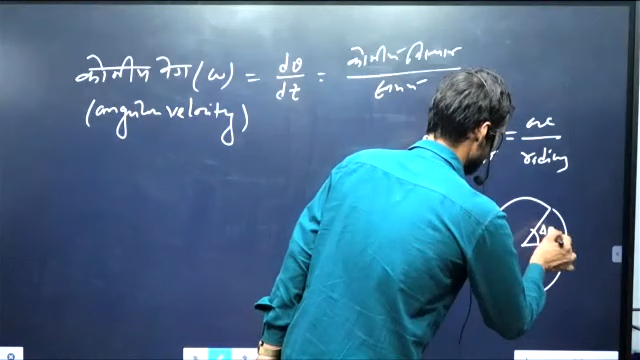 कोणीय वेग (ω) = dθ/dt = कोणीय विस्थापन/समय
(angular velocity)
= arc/radius
Δ